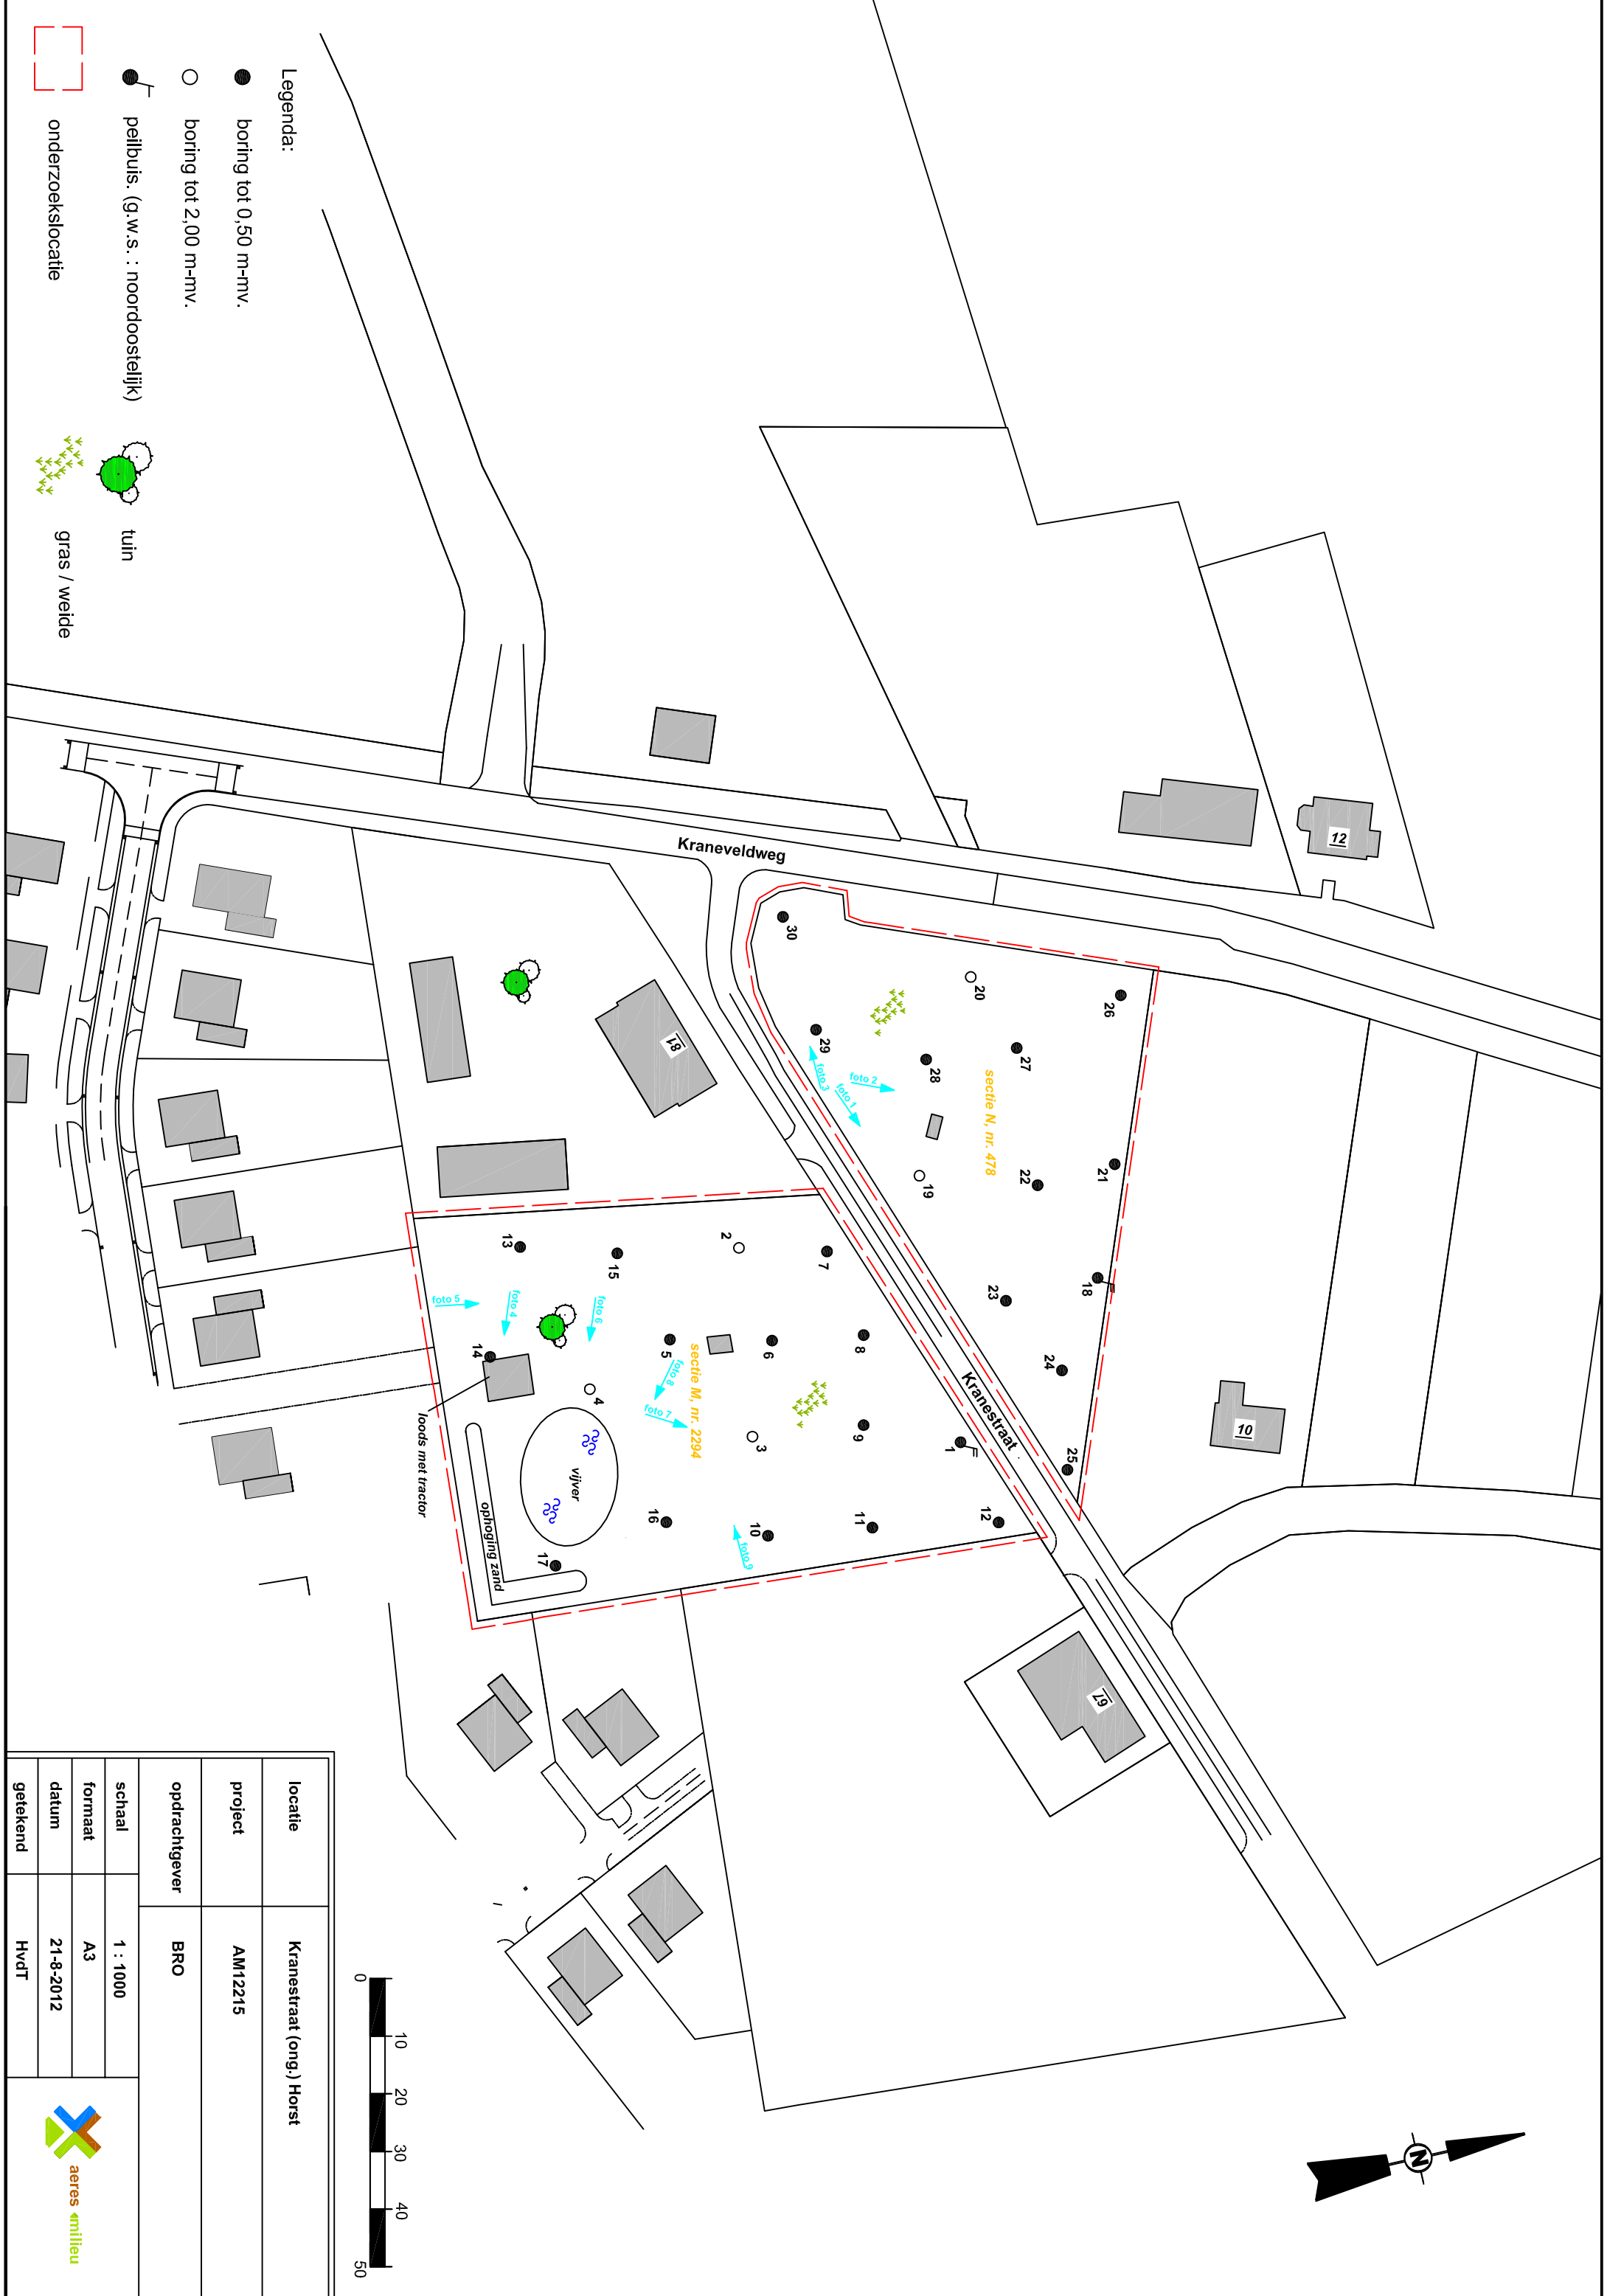 Legenda:
boring tot 0,50 m-mv.
boring tot 2,00 m-mv.
peilbuis. (g.w.s. : noordoostelijk)
onderzoekslocatie
tuin
gras / weide
Kraneveldweg
Kranestraat
12
10
81
67
sectie N, nr. 478
30
20
26
29
28
27
19
22
21
18
23
24
25
foto 1
foto 2
foto 3
sectie M, nr. 2294
13
15
2
7
14
5
6
8
4
3
9
1
16
10
11
12
17
foto 4
foto 5
foto 6
foto 7
foto 8
foto 9
vijver
ophoging zand
loods met tractor
0 10 20 30 40 50
N
locatie Kranestraat (ong.) Horst
project AM12215
opdrachtgever BRO
schaal 1 : 1000
formaat A3
datum 21-8-2012
getekend HvdT
aeres milieu